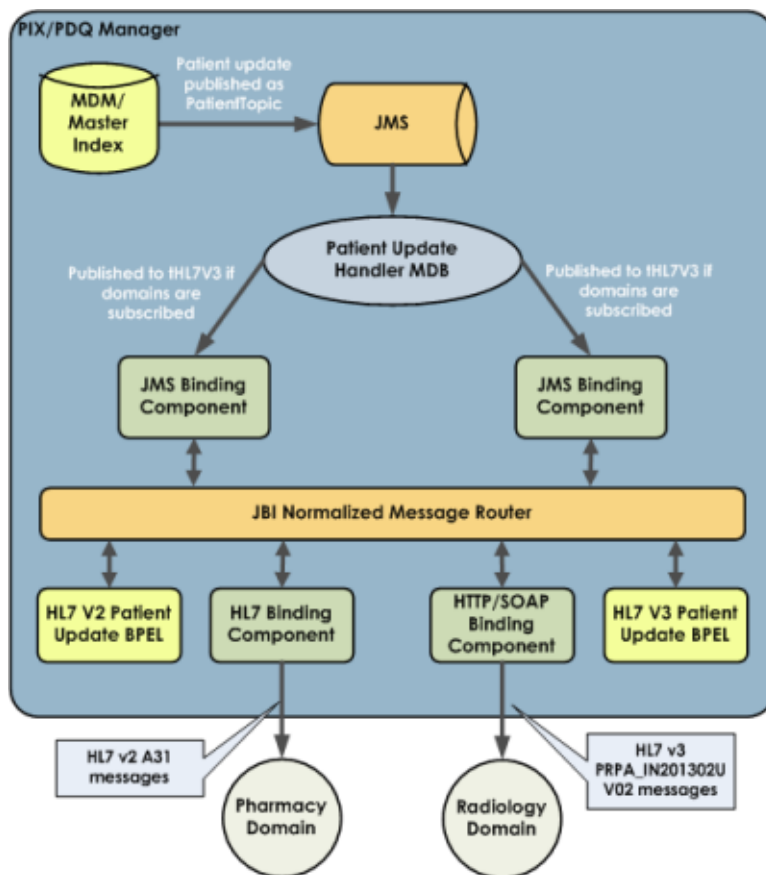 PIX/PDQ Manager
Patient update
published as
PatientTopic
MDM/
Master
Index
JMS
Patient Update
Handler MDB
Published to tHL7V3 if
domains are
subscribed
Published to tHL7V3 if
domains are
subscribed
JMS Binding
Component
JMS Binding
Component
JBI Normalized Message Router
HL7 V2 Patient
Update BPEL
HL7 Binding
Component
HTTP/SOAP
Binding
Component
HL7 V3 Patient
Update BPEL
HL7 v2 A31
messages
HL7 v3
PRPA_IN201302U
V02 messages
Pharmacy
Domain
Radiology
Domain